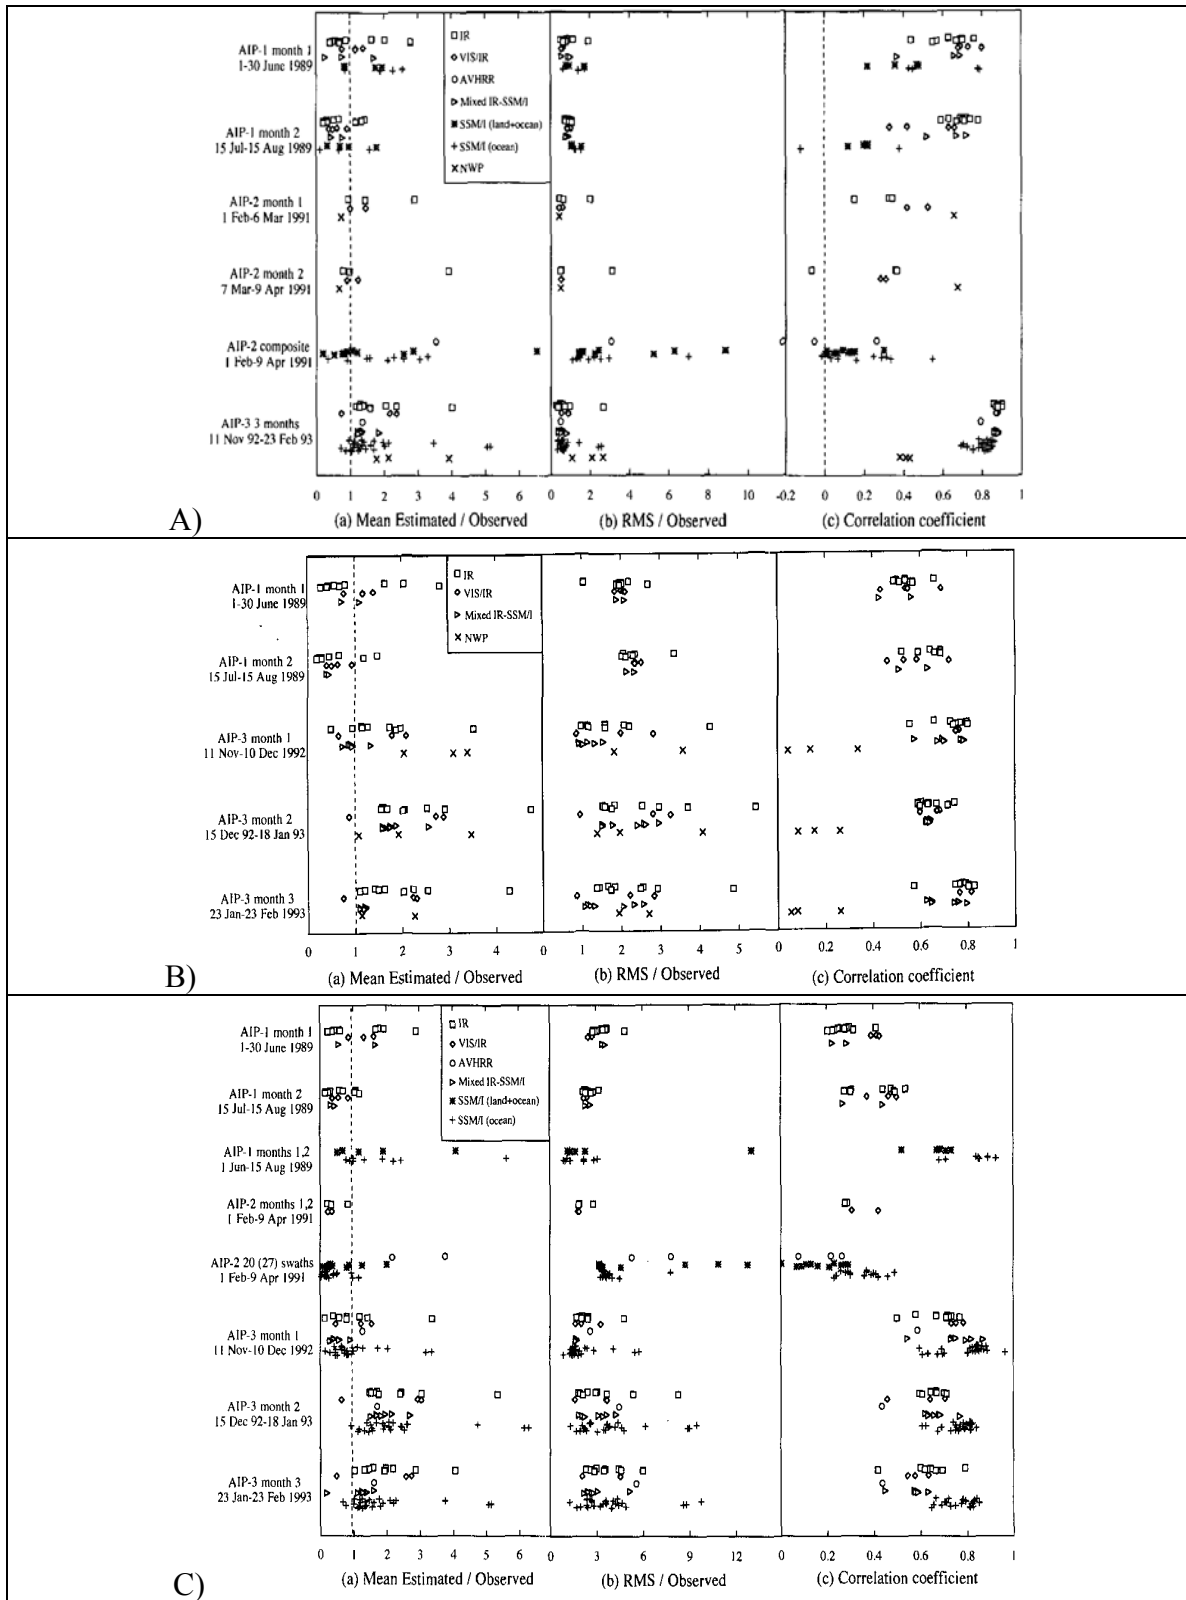 AIP-1 month 1
1-30 June 1989
AIP-1 month 2
15 Jul-15 Aug 1989
AIP-2 month 1
1 Feb-6 Mar 1991
AIP-2 month 2
7 Mar-9 Apr 1991
AIP-2 composite
1 Feb-9 Apr 1991
AIP-3 3 months
11 Nov 92-23 Feb 93
IR
VIS/IR
AVHRR
Mixed IR-SSM/I
SSM/I (land+ocean)
SSM/I (ocean)
NWP
0 1 2 3 4 5 6 0 2 4 6 8 10 -0.2 0 0.2 0.4 0.6 0.8 1
A) (a) Mean Estimated / Observed (b) RMS / Observed (c) Correlation coefficient
AIP-1 month 1
1-30 June 1989
AIP-1 month 2
15 Jul-15 Aug 1989
AIP-3 month 1
11 Nov-10 Dec 1992
AIP-3 month 2
15 Dec 92-18 Jan 93
AIP-3 month 3
23 Jan-23 Feb 1993
IR
VIS/IR
Mixed IR-SSM/I
NWP
0 1 2 3 4 0 1 2 3 4 5 0 0.2 0.4 0.6 0.8 1
B) (a) Mean Estimated / Observed (b) RMS / Observed (c) Correlation coefficient
AIP-1 month 1
1-30 June 1989
AIP-1 month 2
15 Jul-15 Aug 1989
AIP-1 months 1,2
1 Jun-15 Aug 1989
AIP-2 months 1,2
1 Feb-9 Apr 1991
AIP-2 20 (27) swaths
1 Feb-9 Apr 1991
AIP-3 month 1
11 Nov-10 Dec 1992
AIP-3 month 2
15 Dec 92-18 Jan 93
AIP-3 month 3
23 Jan-23 Feb 1993
IR
VIS/IR
AVHRR
Mixed IR-SSM/I
SSM/I (land+ocean)
SSM/I (ocean)
0 1 2 3 4 5 6 0 3 6 9 12 0 0.2 0.4 0.6 0.8 1
C) (a) Mean Estimated / Observed (b) RMS / Observed (c) Correlation coefficient